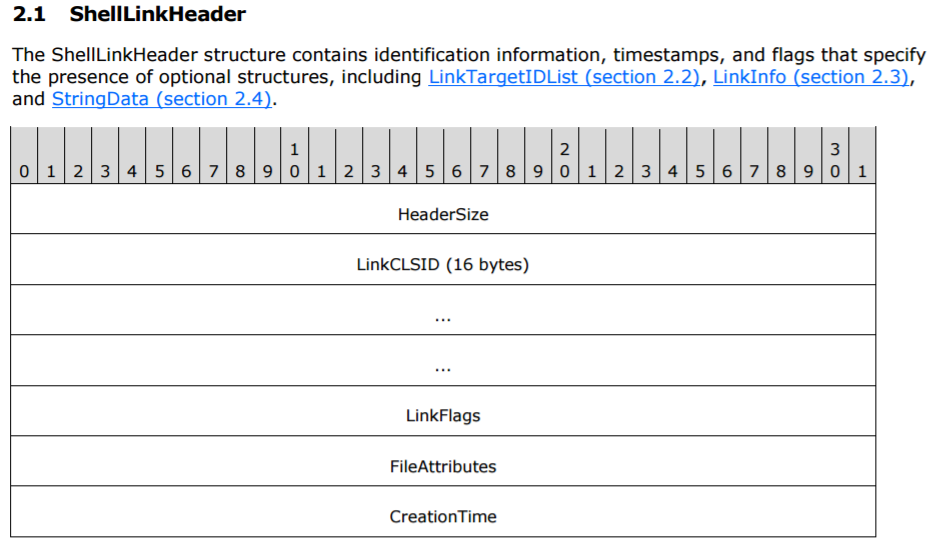 2.1 ShellLinkHeader
The ShellLinkHeader structure contains identification information, timestamps, and flags that specify
the presence of optional structures, including LinkTargetIDList (section 2.2), LinkInfo (section 2.3),
and StringData (section 2.4).
1 2 3
0 1 2 3 4 5 6 7 8 9 0 1 2 3 4 5 6 7 8 9 0 1 2 3 4 5 6 7 8 9 0 1
HeaderSize
LinkCLSID (16 bytes)
...
...
LinkFlags
FileAttributes
CreationTime